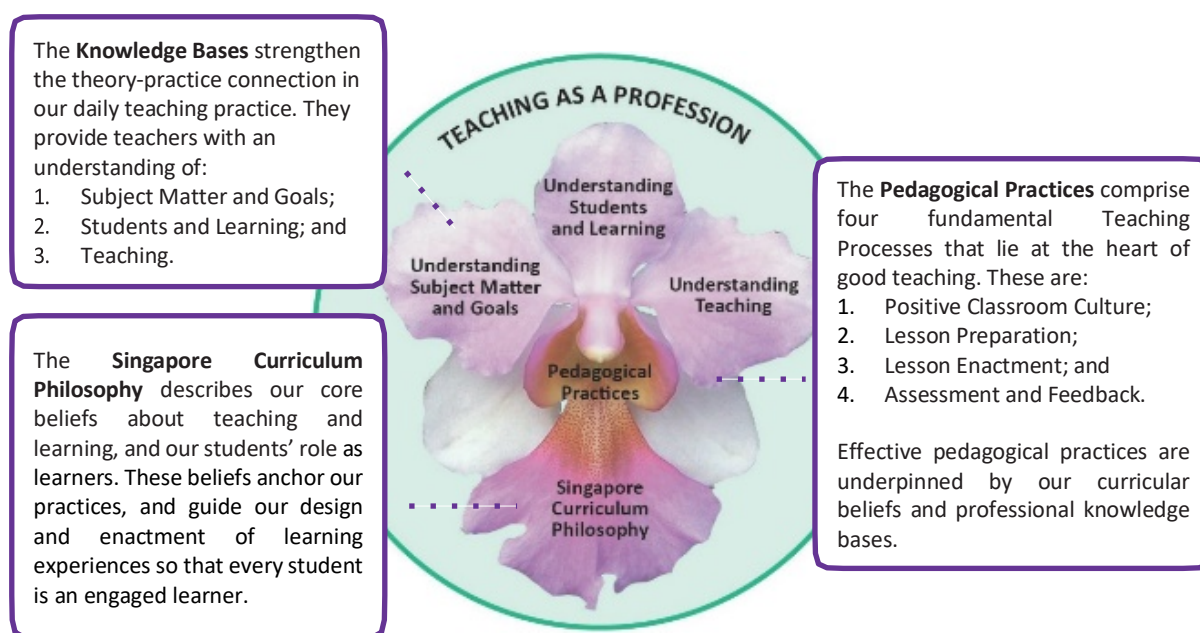 The Knowledge Bases strengthen
the theory-practice connection in
our daily teaching practice. They
provide teachers with an
understanding of:
1. Subject Matter and Goals;
2. Students and Learning; and
3. Teaching.
The Singapore Curriculum
Philosophy describes our core
beliefs about teaching and
learning, and our students’ role as
learners. These beliefs anchor our
practices, and guide our design
and enactment of learning
experiences so that every student
is an engaged learner.
TEACHING AS A PROFESSION
Understanding
Students
and Learning
Understanding
Subject Matter
and Goals
Understanding
Teaching
Pedagogical
Practices
Singapore
Curriculum
Philosophy
The Pedagogical Practices comprise
four fundamental Teaching
Processes that lie at the heart of
good teaching. These are:
1. Positive Classroom Culture;
2. Lesson Preparation;
3. Lesson Enactment; and
4. Assessment and Feedback.
Effective pedagogical practices are
underpinned by our curricular
beliefs and professional knowledge
bases.